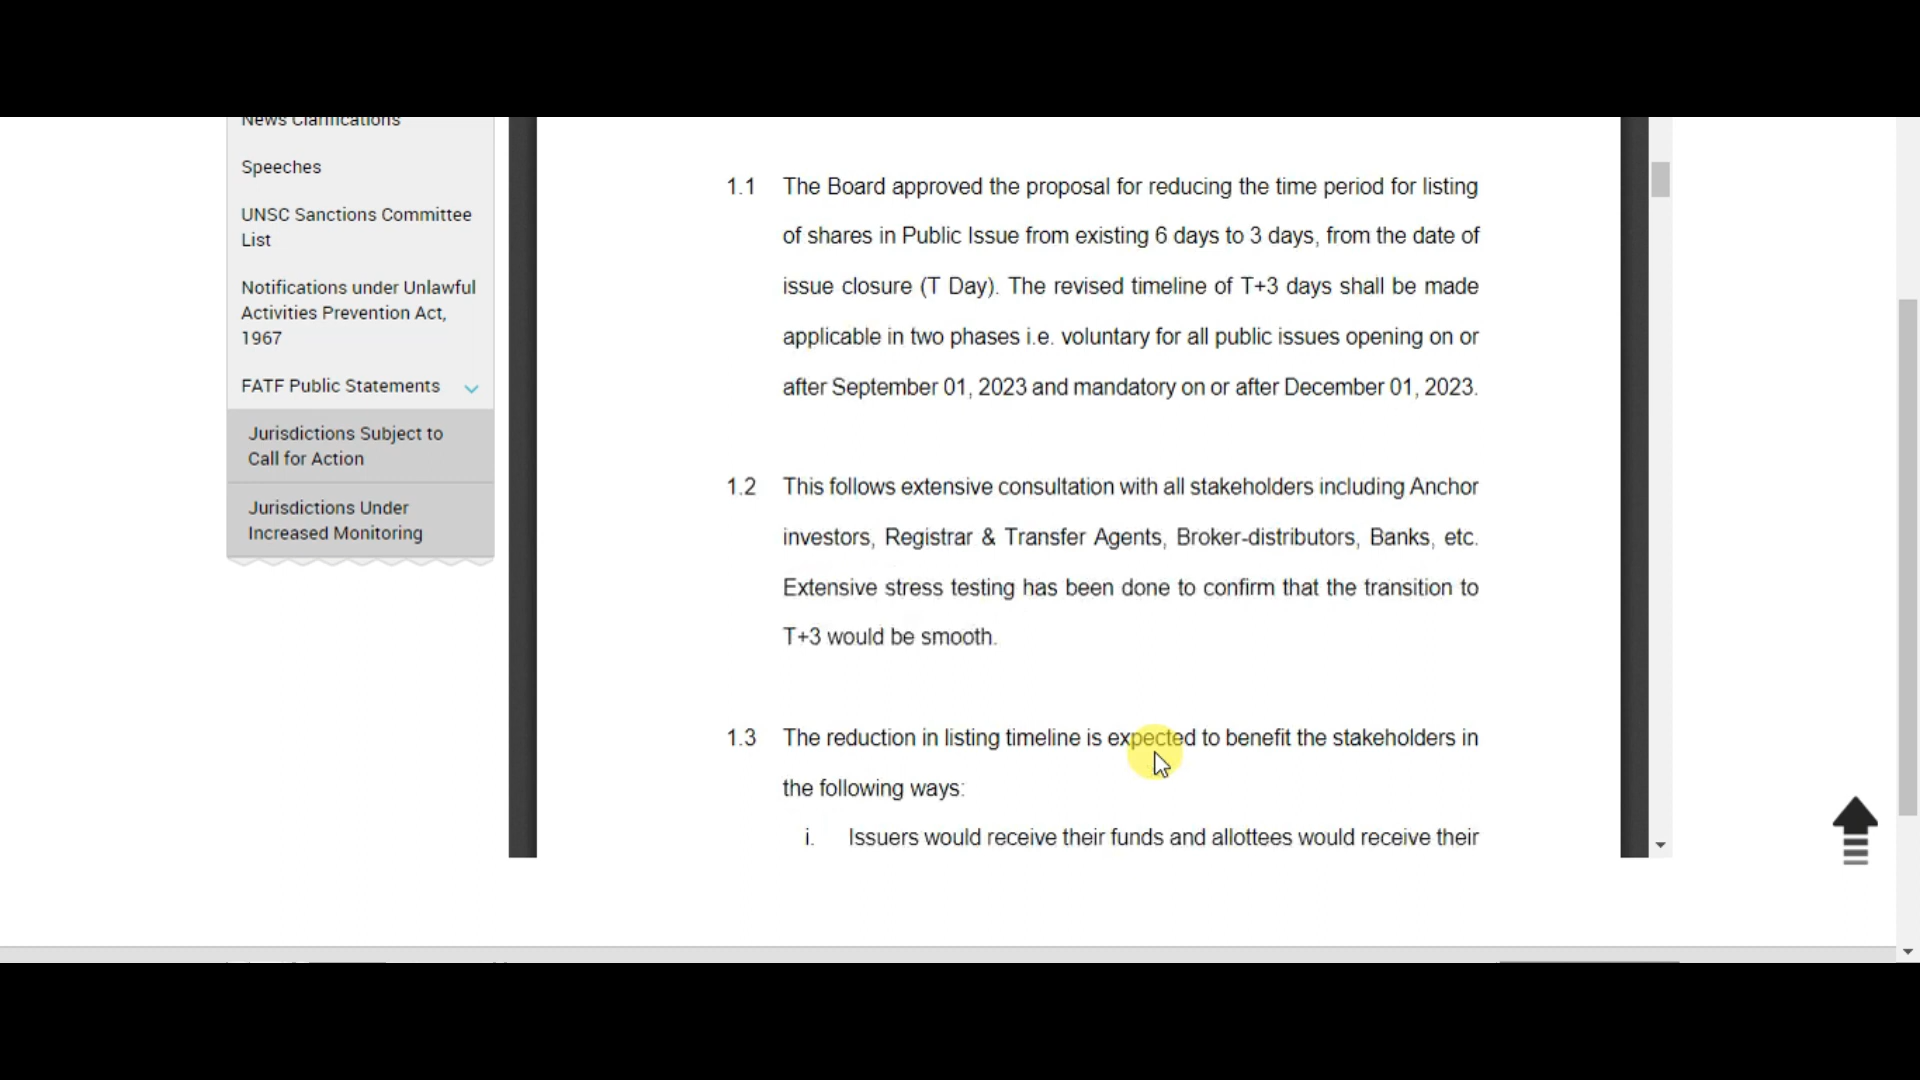 News Clarifications
Speeches
UNSC Sanctions Committee
List
Notifications under Unlawful
Activities Prevention Act,
1967
FATF Public Statements
Jurisdictions Subject to
Call for Action
Jurisdictions Under
Increased Monitoring
1.1 The Board approved the proposal for reducing the time period for listing
of shares in Public Issue from existing 6 days to 3 days, from the date of
issue closure (T Day). The revised timeline of T+3 days shall be made
applicable in two phases i.e. voluntary for all public issues opening on or
after September 01, 2023 and mandatory on or after December 01, 2023.
1.2 This follows extensive consultation with all stakeholders including Anchor
investors, Registrar & Transfer Agents, Broker-distributors, Banks, etc.
Extensive stress testing has been done to confirm that the transition to
T+3 would be smooth.
1.3 The reduction in listing timeline is expected to benefit the stakeholders in
the following ways:
i. Issuers would receive their funds and allottees would receive their